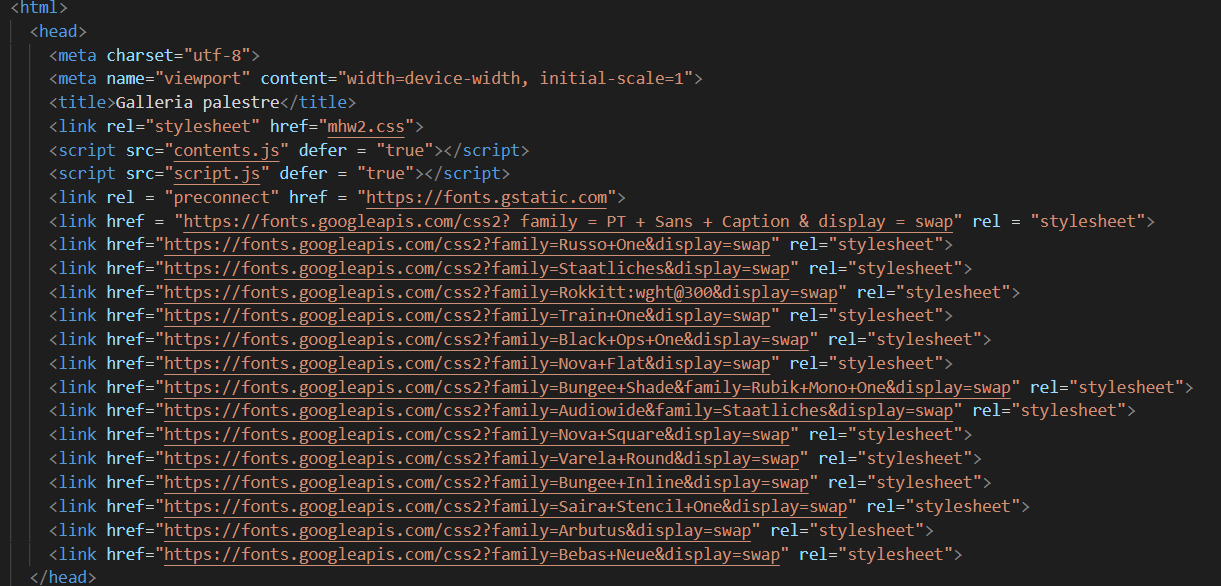 <html>
<head>
<meta charset="utf-8">
<meta name="viewport" content="width=device-width, initial-scale=1">
<title>Galleria palestre</title>
<link rel="stylesheet" href="mhw2.css">
<script src="contents.js" defer = "true"></script>
<script src="script.js" defer = "true"></script>
<link rel = "preconnect" href = "https://fonts.gstatic.com">
<link href = "https://fonts.googleapis.com/css2? family = PT + Sans + Caption & display = swap" rel = "stylesheet">
<link href="https://fonts.googleapis.com/css2?family=Russo+One&display=swap" rel="stylesheet">
<link href="https://fonts.googleapis.com/css2?family=Staatliches&display=swap" rel="stylesheet">
<link href="https://fonts.googleapis.com/css2?family=Rokkitt:wght@300&display=swap" rel="stylesheet">
<link href="https://fonts.googleapis.com/css2?family=Train+One&display=swap" rel="stylesheet">
<link href="https://fonts.googleapis.com/css2?family=Black+Ops+One&display=swap" rel="stylesheet">
<link href="https://fonts.googleapis.com/css2?family=Nova+Flat&display=swap" rel="stylesheet">
<link href="https://fonts.googleapis.com/css2?family=Bungee+Shade&family=Rubik+Mono+One&display=swap" rel="stylesheet">
<link href="https://fonts.googleapis.com/css2?family=Audiowide&family=Staatliches&display=swap" rel="stylesheet">
<link href="https://fonts.googleapis.com/css2?family=Nova+Square&display=swap" rel="stylesheet">
<link href="https://fonts.googleapis.com/css2?family=Varela+Round&display=swap" rel="stylesheet">
<link href="https://fonts.googleapis.com/css2?family=Bungee+Inline&display=swap" rel="stylesheet">
<link href="https://fonts.googleapis.com/css2?family=Saira+Stencil+One&display=swap" rel="stylesheet">
<link href="https://fonts.googleapis.com/css2?family=Arbutus&display=swap" rel="stylesheet">
<link href="https://fonts.googleapis.com/css2?family=Bebas+Neue&display=swap" rel="stylesheet">
</head>